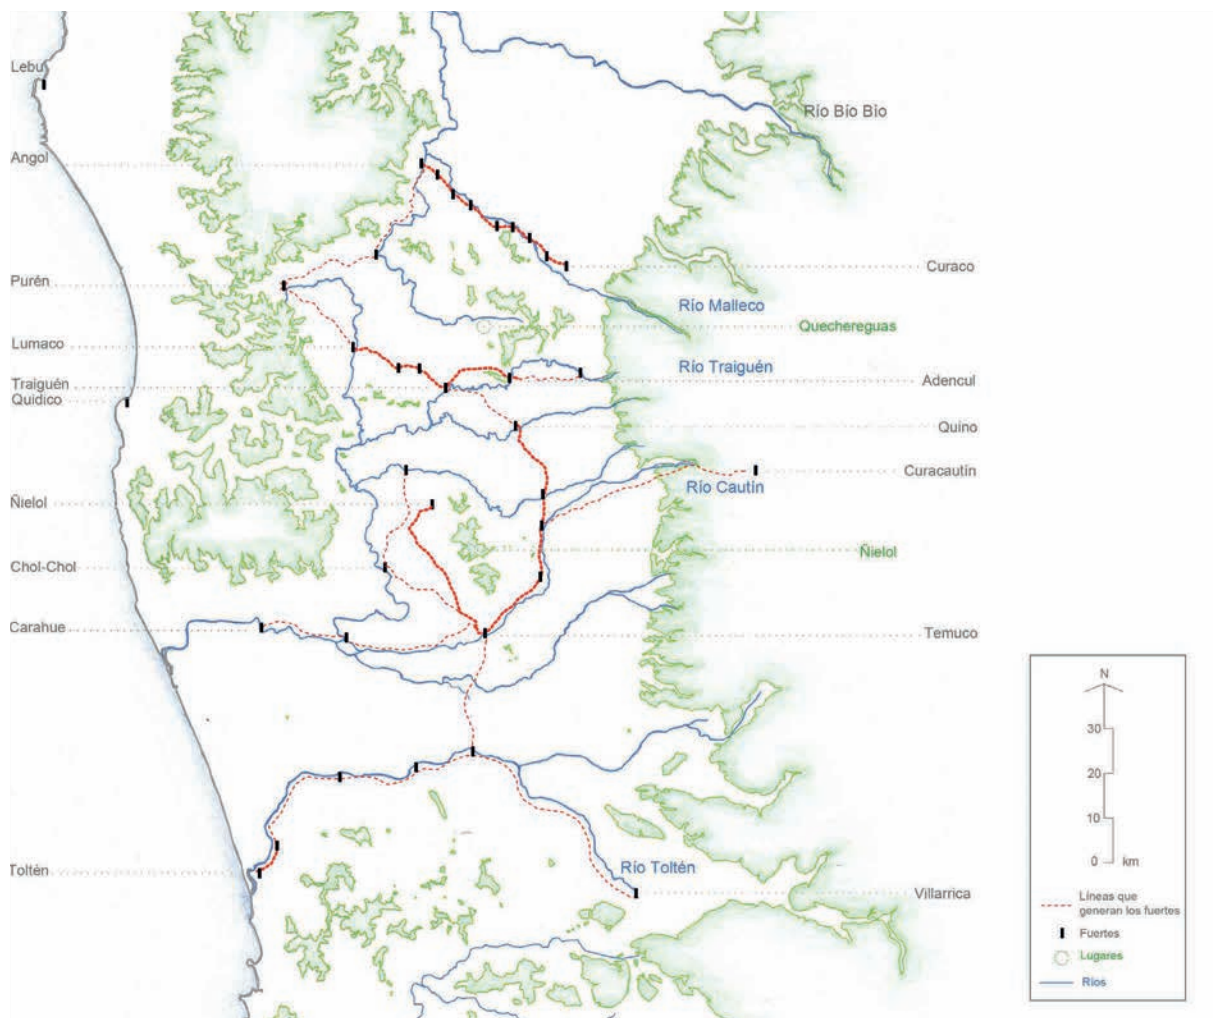 Lebu
Río Bío Bio
Angol
Curaco
Purén
Río Malleco
Quechereguas
Lumaco
Río Traiguén
Traiguén
Adencul
Quidico
Quino
Curacautín
Río Cautín
Ñielol
Ñielol
Chol-Chol
Carahue
Temuco
Toltén
Río Toltén
Villarrica
N
30
20
10
0 km
Líneas que
generan los fuertes
Fuertes
Lugares
Ríos